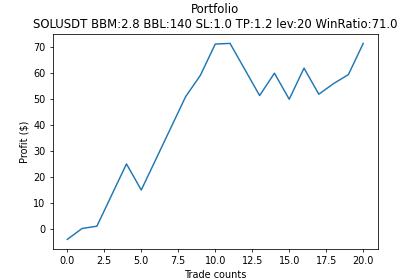 Portfolio
SOLUSDT BBM:2.8 BBL:140 SL:1.0 TP:1.2 lev:20 WinRatio:71.0
70
60
50
40
30
20
10
0
Profit ($)
0.0 2.5 5.0 7.5 10.0 12.5 15.0 17.5 20.0
Trade counts